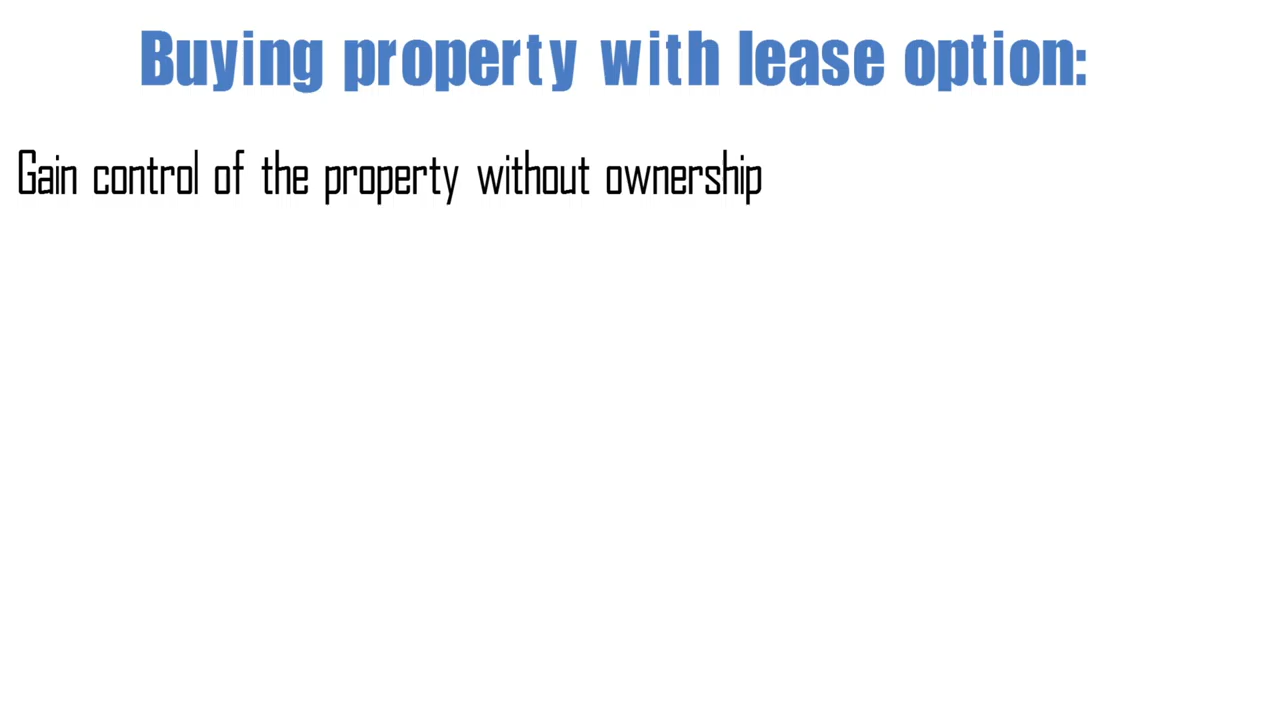 Buying property with lease option:
Gain control of the property without ownership